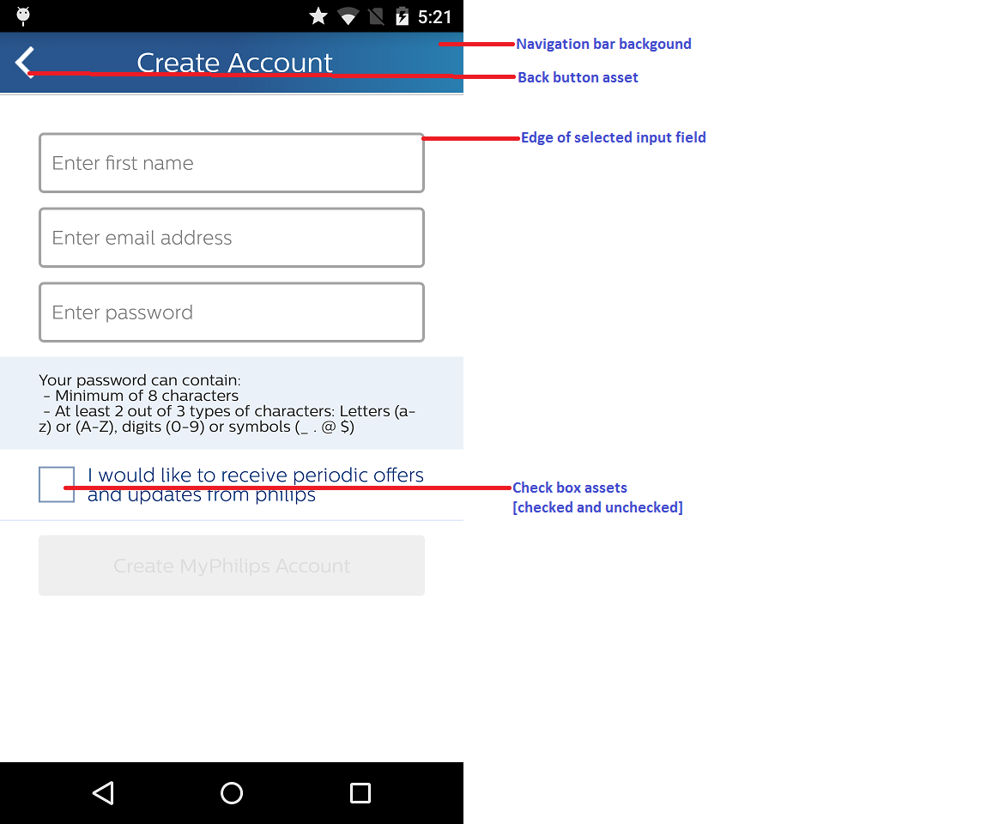 5:21
Create Account
Navigation bar backgound
Back button asset
Edge of selected input field
Enter first name
Enter email address
Enter password
Your password can contain:
- Minimum of 8 characters
- At least 2 out of 3 types of characters: Letters (a-
z) or (A-Z), digits (0-9) or symbols (_ . @ $)
I would like to receive periodic offers
and updates from philips
Check box assets
[checked and unchecked]
Create MyPhilips Account